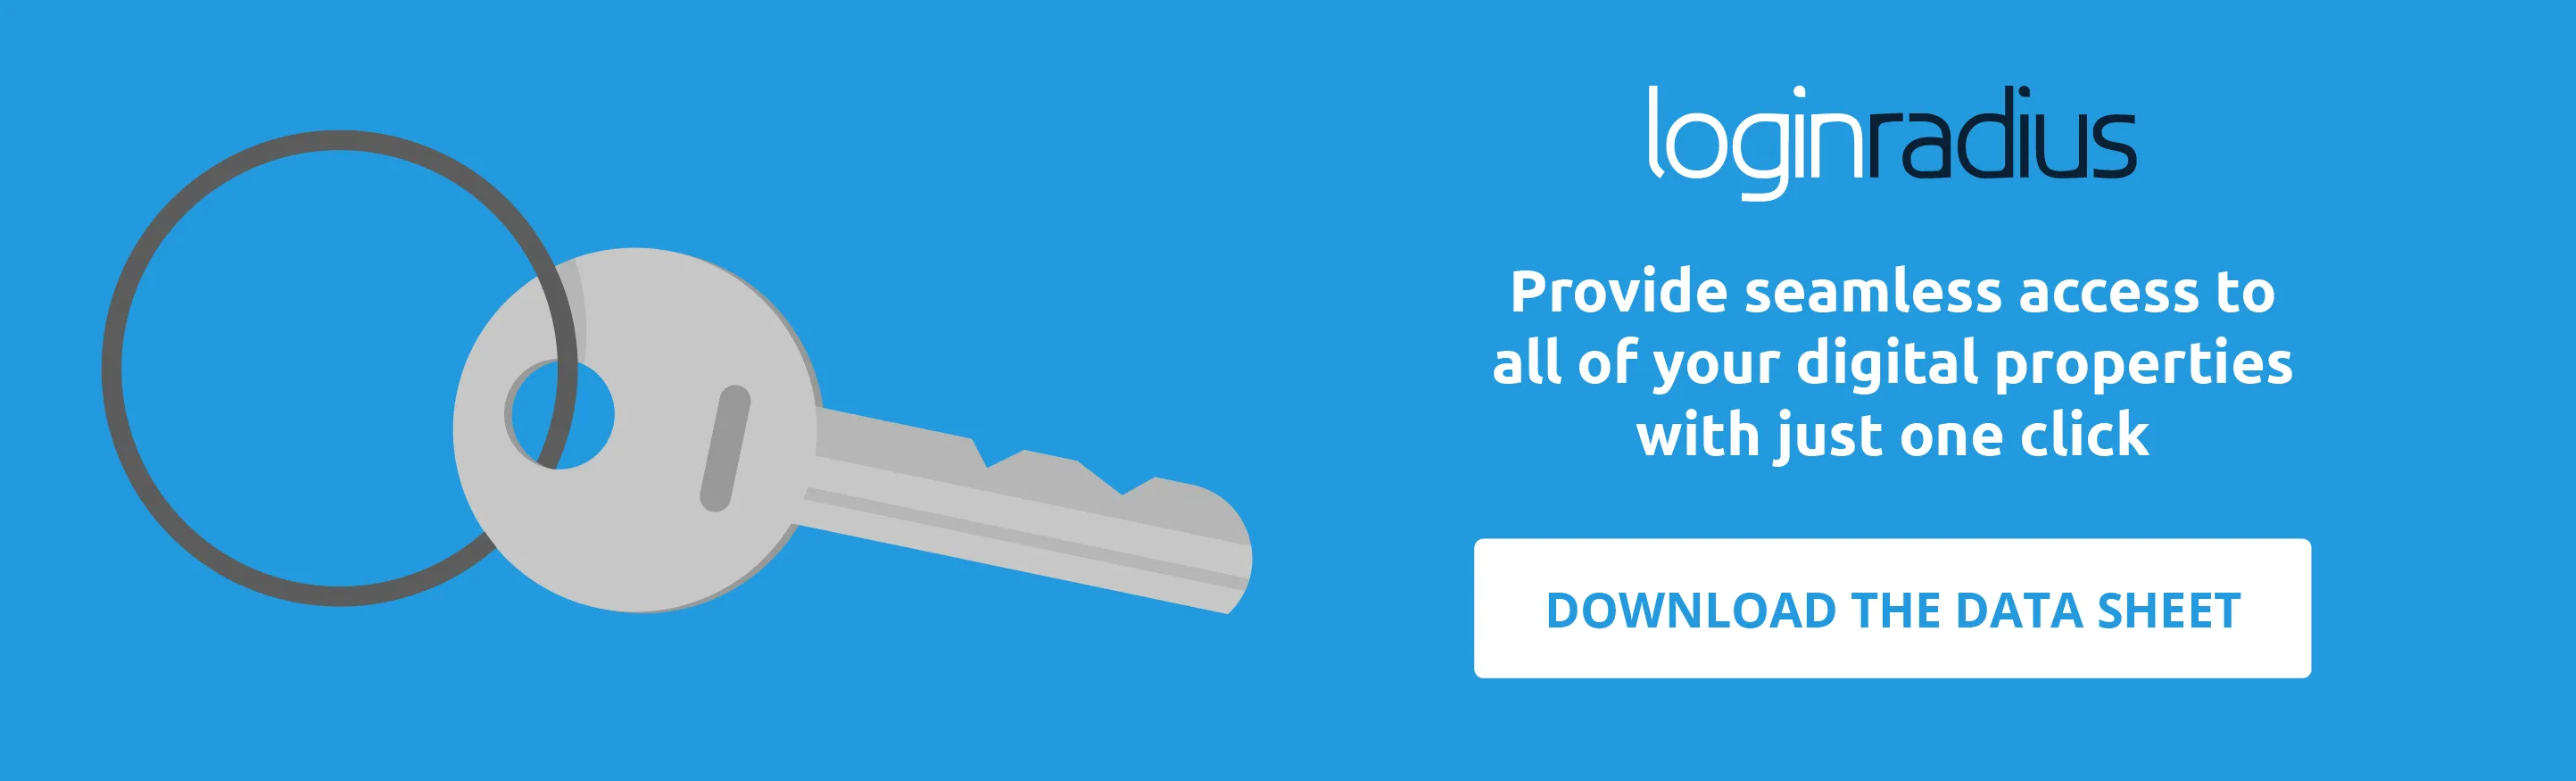 loginradius
Provide seamless access to
all of your digital properties
with just one click
DOWNLOAD THE DATA SHEET